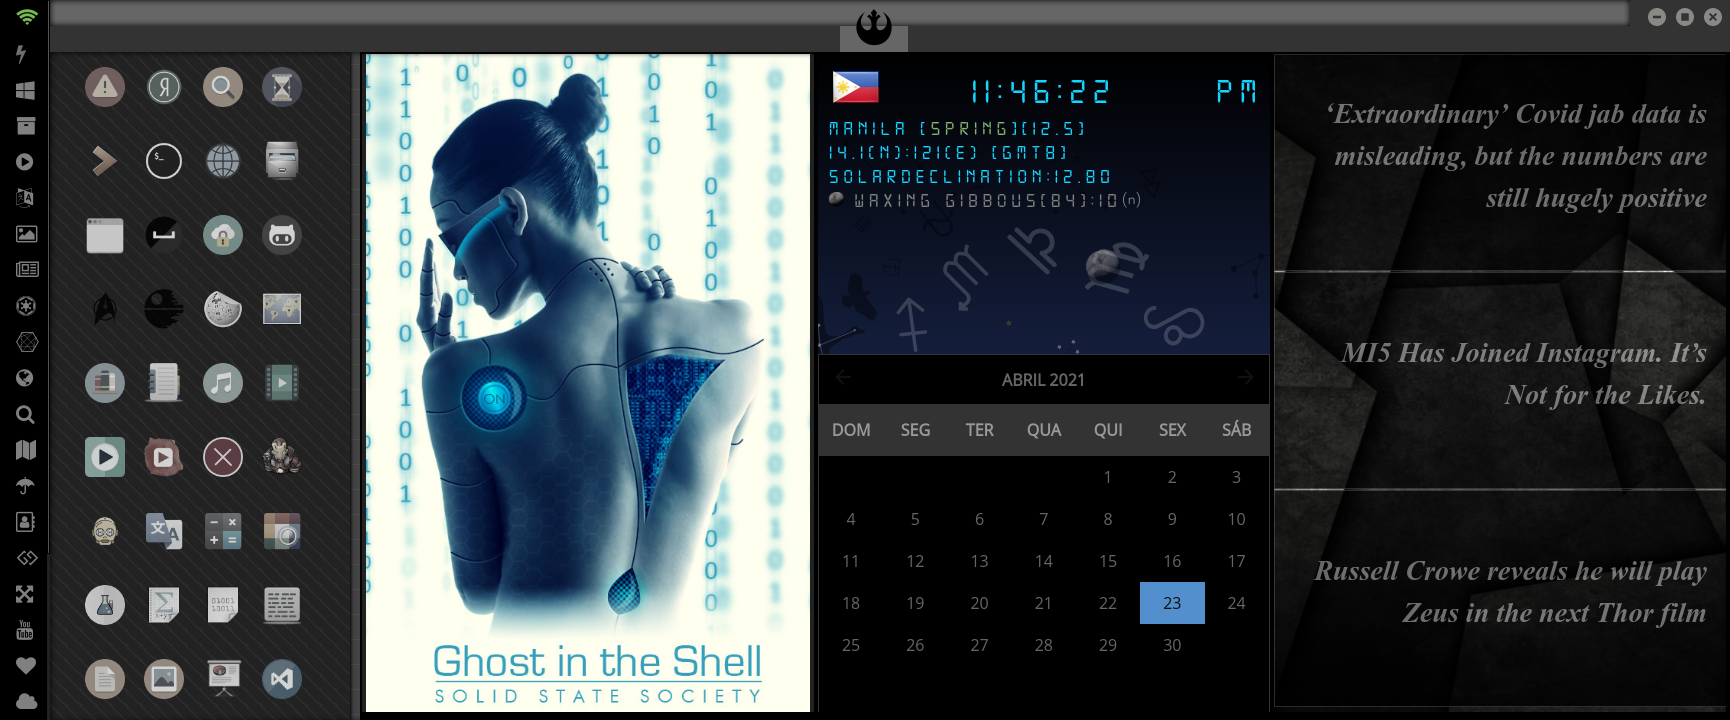 11:46:22 PM
MANILA [SPRING][12.5]
14.1(N):121(E) [GMT8]
SOLARDECLINATION:12.80
WAXING GIBBOUS[84]:10(n)
ABRIL 2021
DOM SEG TER QUA QUI SEX SÁB
1 2 3
4 5 6 7 8 9 10
11 12 13 14 15 16 17
18 19 20 21 22 23 24
25 26 27 28 29 30
‘Extraordinary’ Covid jab data is
misleading, but the numbers are
still hugely positive
MI5 Has Joined Instagram. It’s
Not for the Likes.
Russell Crowe reveals he will play
Zeus in the next Thor film
ON
Ghost in the Shell
SOLID STATE SOCIETY
You
Tube